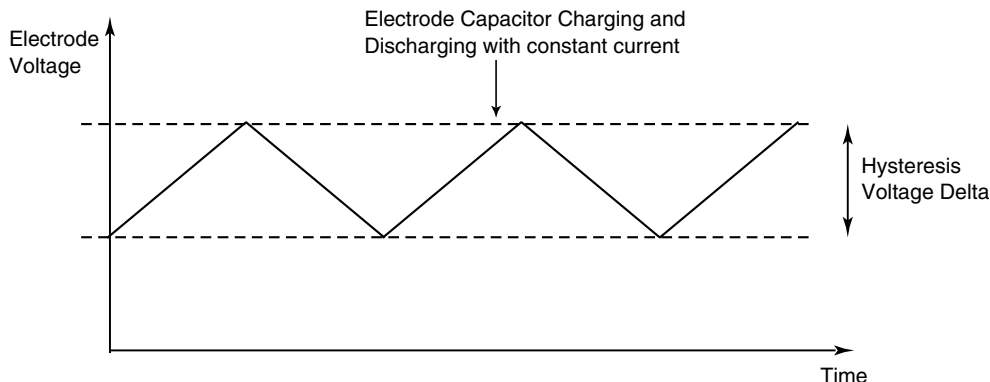 Electrode Capacitor Charging and
Discharging with constant current
Electrode
Voltage
Hysteresis
Voltage Delta
Time